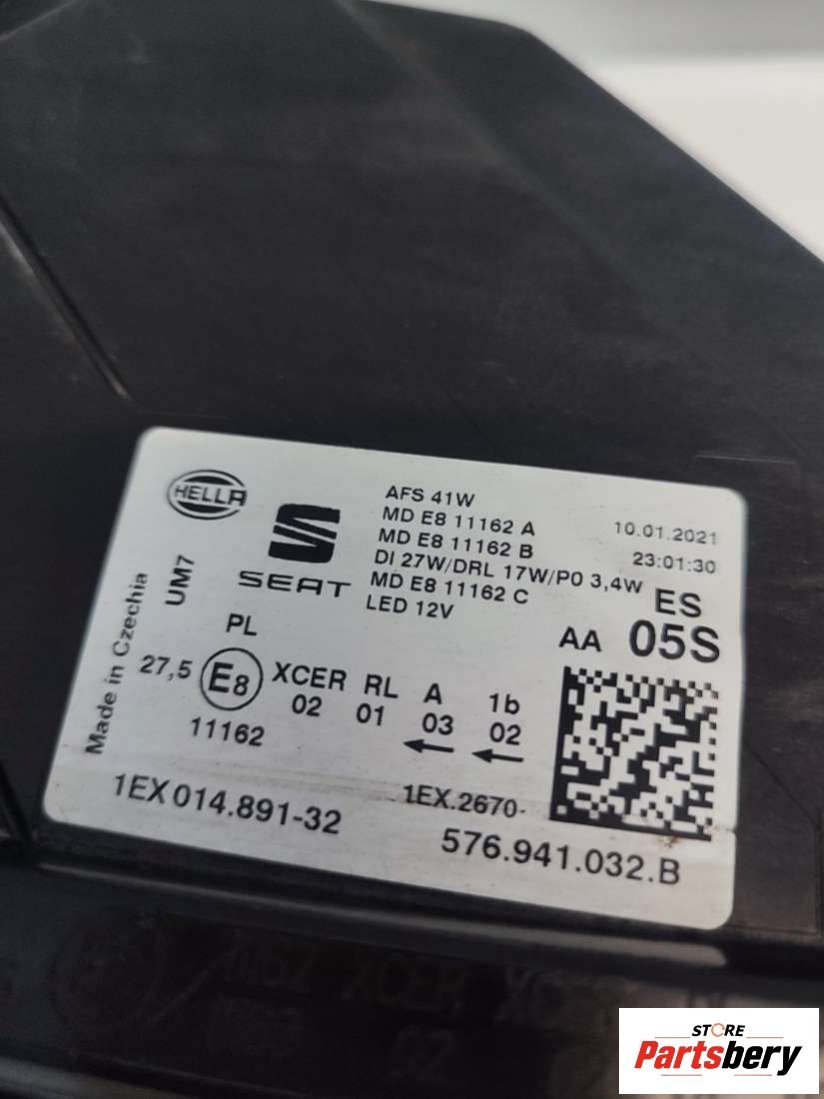 HELLA
SEAT
AFS 41W
MD E8 11162 A
MD E8 11162 B
DI 27W/DRL 17W/P0 3,4W
MD E8 11162 C
LED 12V
10.01.2021
23:01:30
ES
AA 05S
Made in Czechia
UM7
PL
27,5 E8 XCER RL A 1b
02 01 03 02
11162
1EX 014.891-32
1EX.2670-
576.941.032.B
XCER
STORE
Partsbery